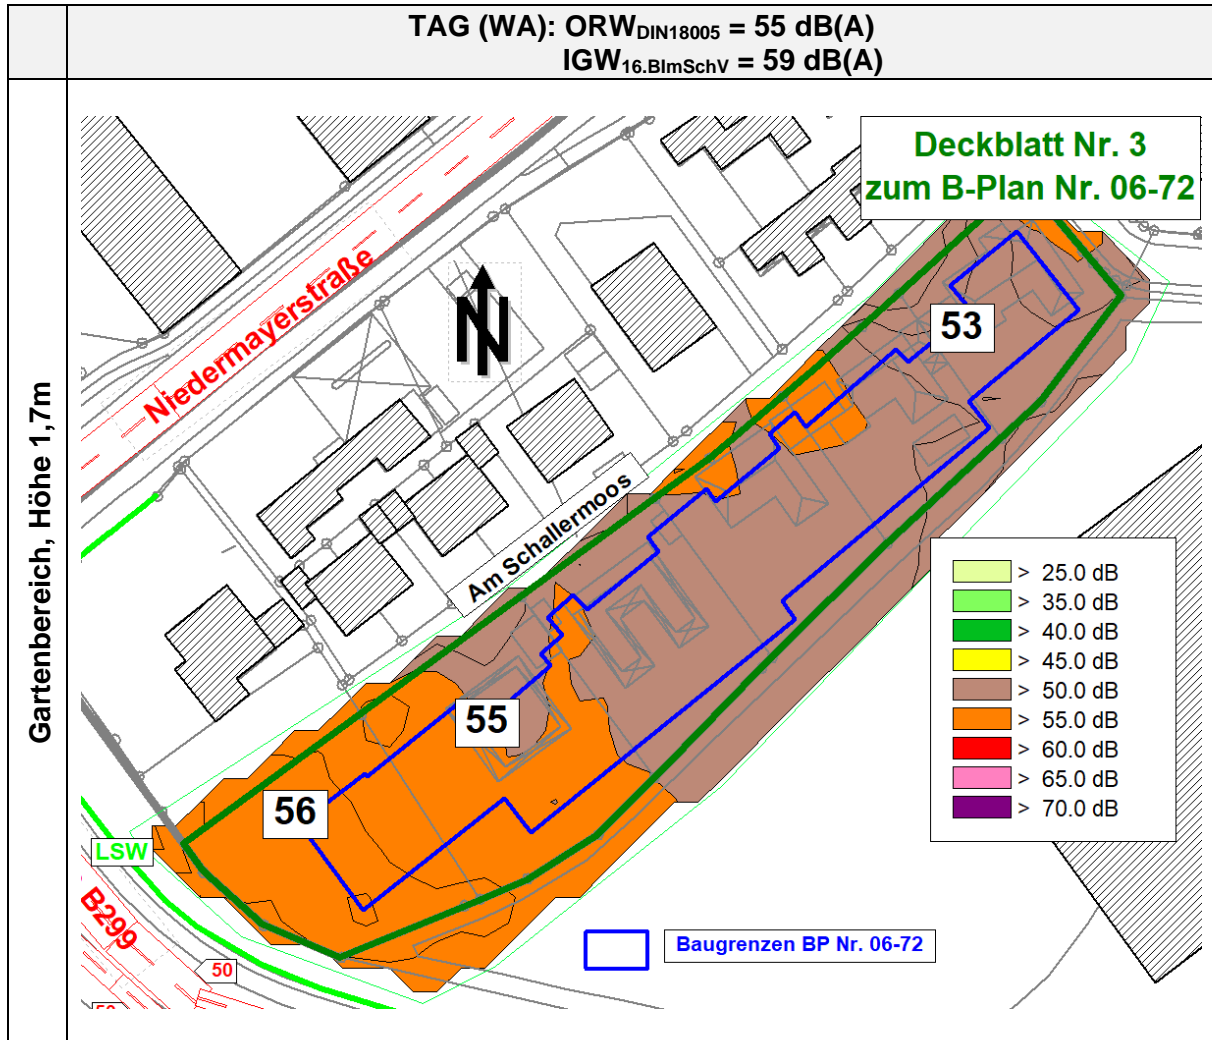 TAG (WA): ORWDIN18005 = 55 dB(A)
IGW16.BImSchV = 59 dB(A)
Gartenbereich, Höhe 1,7m
Deckblatt Nr. 3
zum B-Plan Nr. 06-72
Niedermayerstraße
N
53
Am Schallermoos
55
56
LSW
B299
50
50
> 25.0 dB
> 35.0 dB
> 40.0 dB
> 45.0 dB
> 50.0 dB
> 55.0 dB
> 60.0 dB
> 65.0 dB
> 70.0 dB
Baugrenzen BP Nr. 06-72